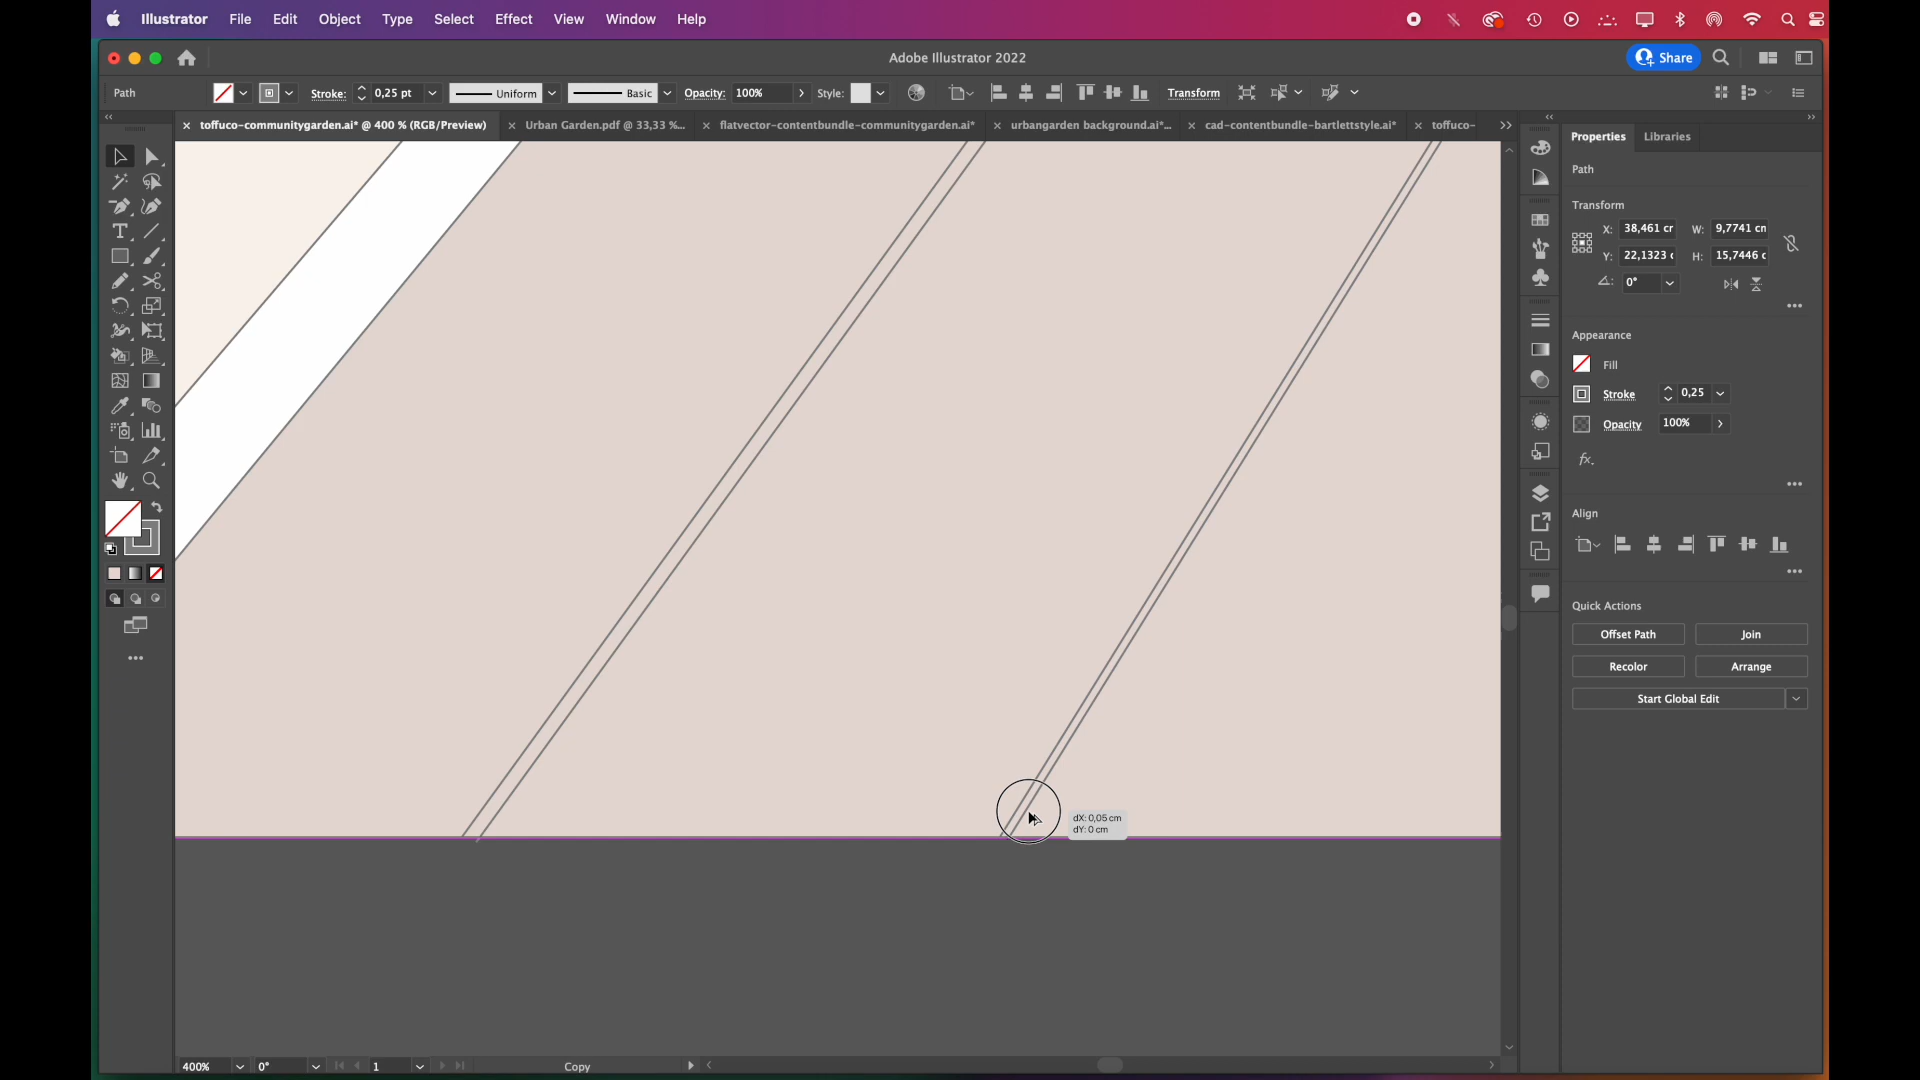 Illustrator File Edit Object Type Select Effect View Window Help
Adobe Illustrator 2022
Share
Path
Stroke: 0,25 pt Uniform Basic Opacity: 100% Style: Transform
× toffuco-communitygarden.ai* @ 400 % (RGB/Preview) × Urban Garden.pdf @ 33,33 %... × flatvector-contentbundle-communitygarden.ai* × urbangarden background.ai*... × cad-contentbundle-bartlettstyle.ai* × toffuco-
Properties Libraries
Path
Transform
X: 38,461 cr W: 9,7741 cn
Y: 22,1323 ( H: 15,7446 c
0°
Appearance
Fill
Stroke 0,25
Opacity 100%
fx.
Align
Quick Actions
Offset Path Join
Recolor Arrange
Start Global Edit
dX: 0,05 cm
dY: 0 cm
400% 0° 1 Copy